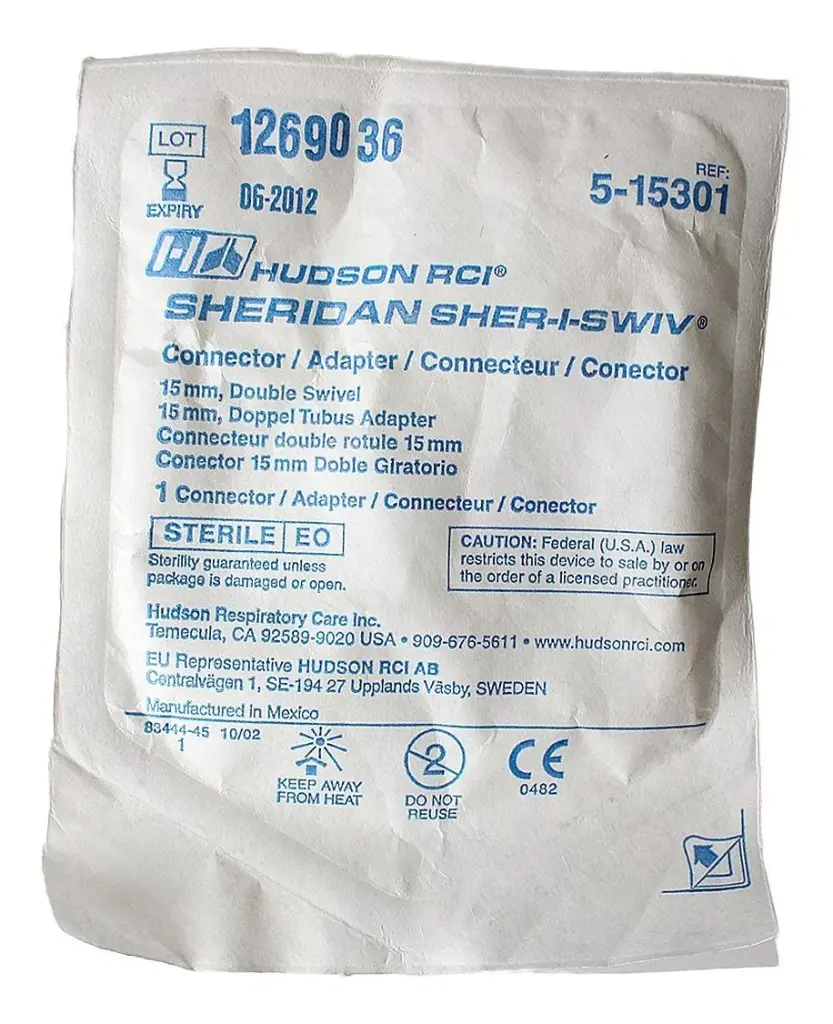 LOT 1269036
EXPIRY 06-2012
REF:
5-15301
HUDSON RCI®
SHERIDAN SHER-I-SWIV®
Connector / Adapter / Connecteur / Conector
15 mm, Double Swivel
15 mm, Doppel Tubus Adapter
Connecteur double rotule 15 mm
Conector 15 mm Doble Giratorio
1 Connector / Adapter / Connecteur / Conector
STERILE EO
Sterility guaranteed unless
package is damaged or open.
CAUTION: Federal (U.S.A.) law
restricts this device to sale by or on
the order of a licensed practitioner.
Hudson Respiratory Care Inc.
Temecula, CA 92589-9020 USA • 909-676-5611 • www.hudsonrci.com
EU Representative HUDSON RCI AB
Centralvägen 1, SE-194 27 Upplands Väsby, SWEDEN
Manufactured in Mexico
83444-45 10/02
1
KEEP AWAY
FROM HEAT
2
DO NOT
REUSE
CE
0482